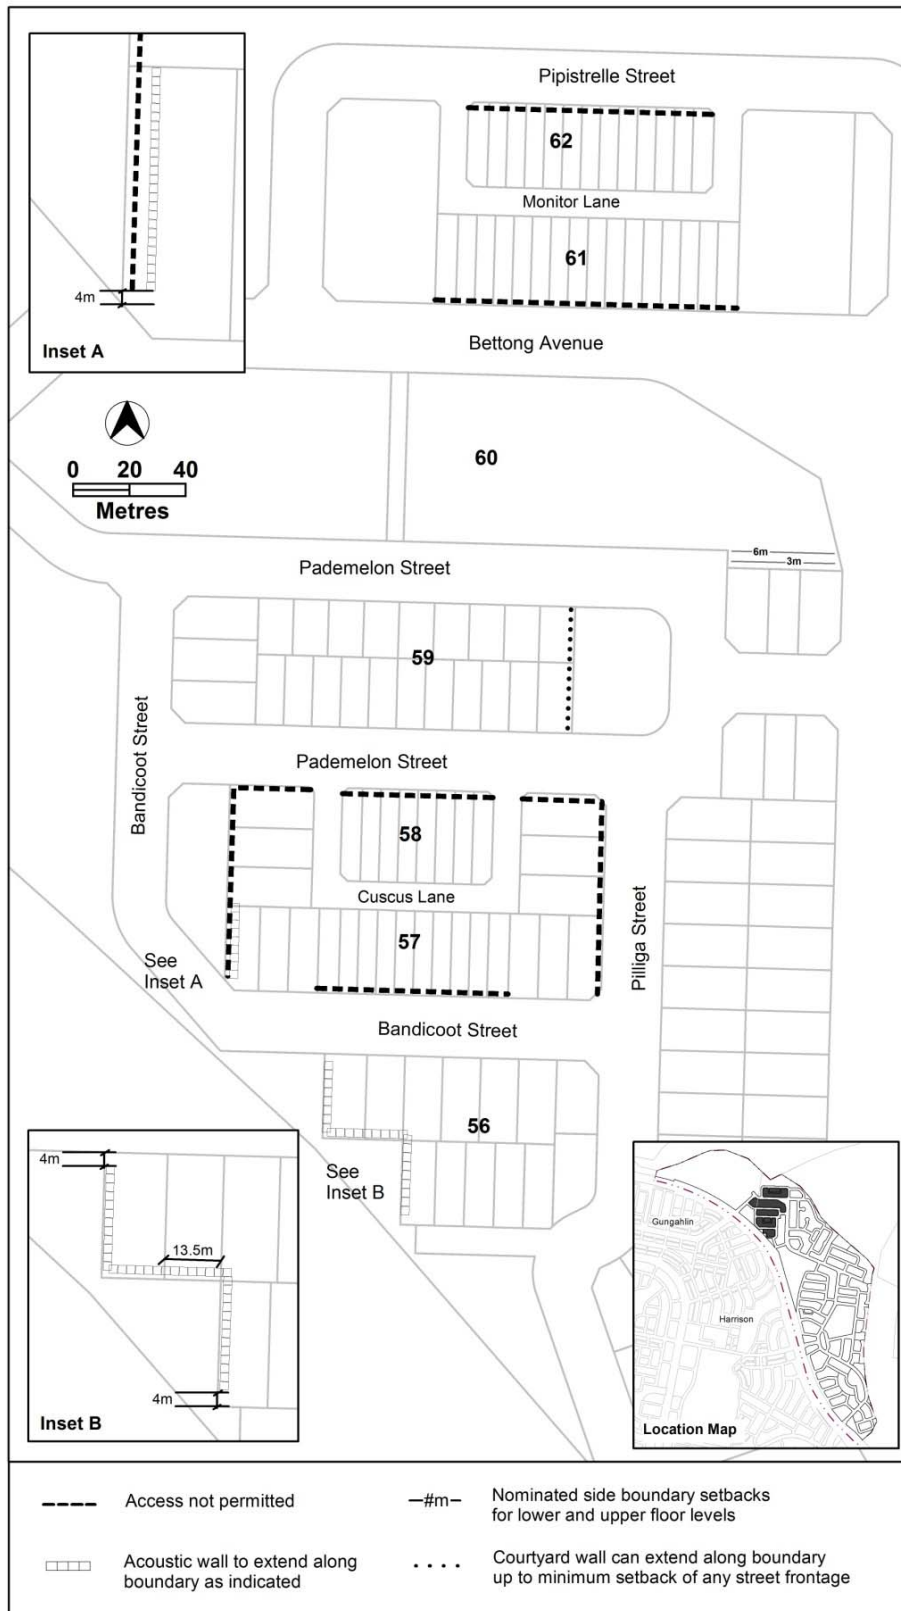 Pipistrelle Street
62
Monitor Lane
61
Bettong Avenue
4m
Inset A
0 20 40
Metres
60
6m
3m
Pademelon Street
59
Bandicoot Street
Pademelon Street
58
Cuscus Lane
57
Pilliga Street
See
Inset A
Bandicoot Street
56
See
Inset B
4m
13.5m
4m
Inset B
Gungahlin
Harrison
Location Map
Access not permitted
–#m– Nominated side boundary setbacks
for lower and upper floor levels
Acoustic wall to extend along
boundary as indicated
Courtyard wall can extend along boundary
up to minimum setback of any street frontage